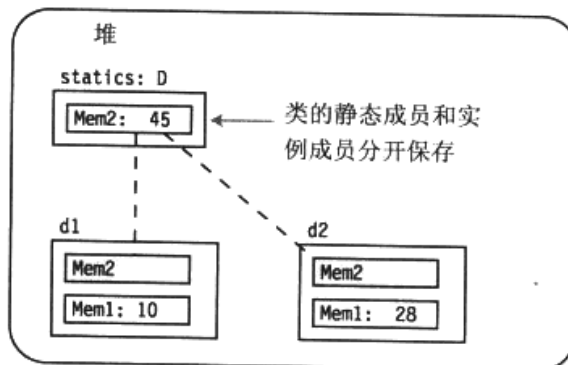 堆
statics: D
Mem2: 45
类的静态成员和实
例成员分开保存
d1
Mem2
Mem1: 10
d2
Mem2
Mem1: 28